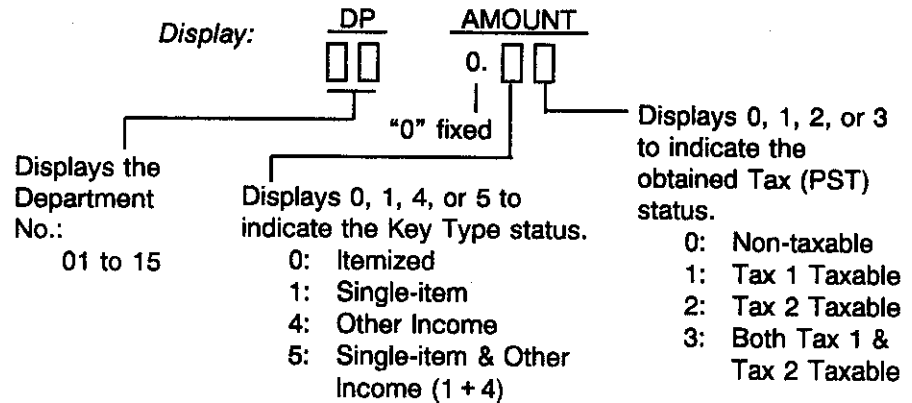 Display:
DP
AMOUNT
0.
"0" fixed
Displays the
Department
No.:
01 to 15
Displays 0, 1, 4, or 5 to
indicate the Key Type status.
0: Itemized
1: Single-item
4: Other Income
5: Single-item & Other
Income (1 + 4)
Displays 0, 1, 2, or 3
to indicate the
obtained Tax (PST)
status.
0: Non-taxable
1: Tax 1 Taxable
2: Tax 2 Taxable
3: Both Tax 1 &
Tax 2 Taxable